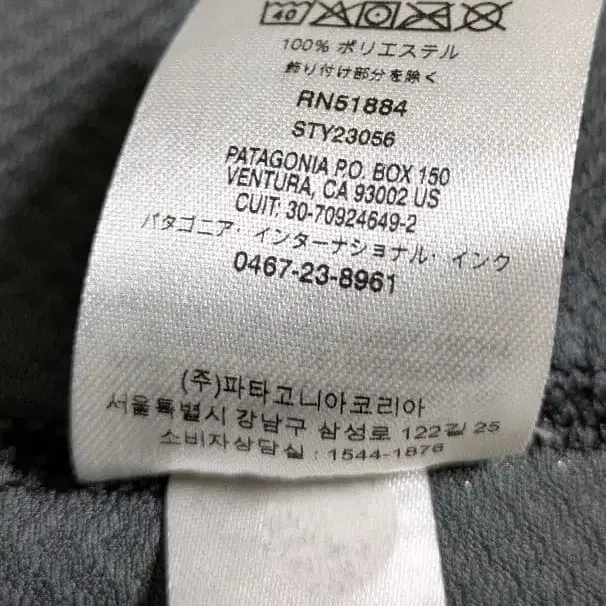 40
100% ポリエステル
飾り付け部分を除く
RN51884
STY23056
PATAGONIA P.O. BOX 150
VENTURA, CA 93002 US
CUIT: 30-70924649-2
パタゴニア・インターナショナル・インク
0467-23-8961
(주)파타고니아코리아
서울특별시 강남구 삼성로 122길 25
소비자상담실 : 1544-1876